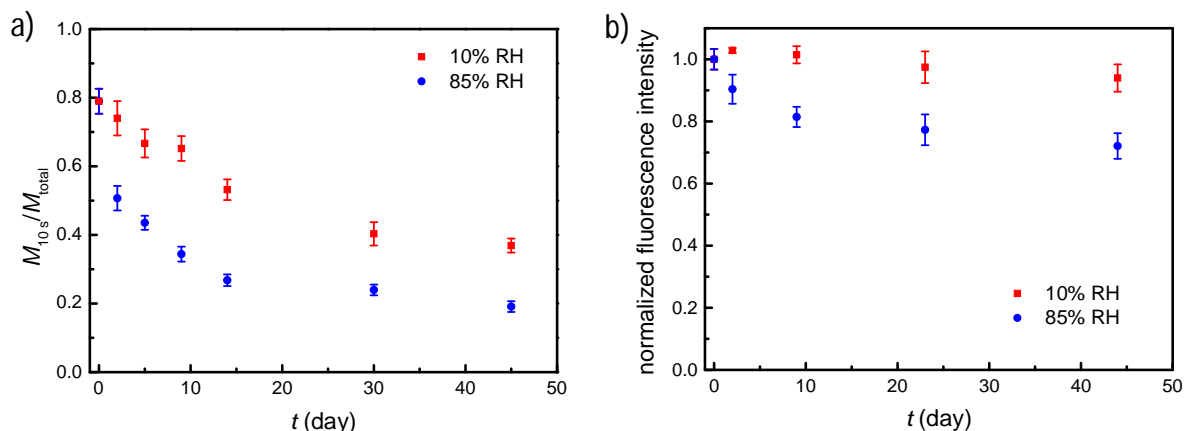 a)
M10 s/Mtotal
1.0
0.8
0.6
0.4
0.2
0.0
10% RH
85% RH
0 10 20 30 40 50
t (day)
b)
normalized fluorescence intensity
1.0
0.8
0.6
0.4
0.2
0.0
10% RH
85% RH
0 10 20 30 40 50
t (day)